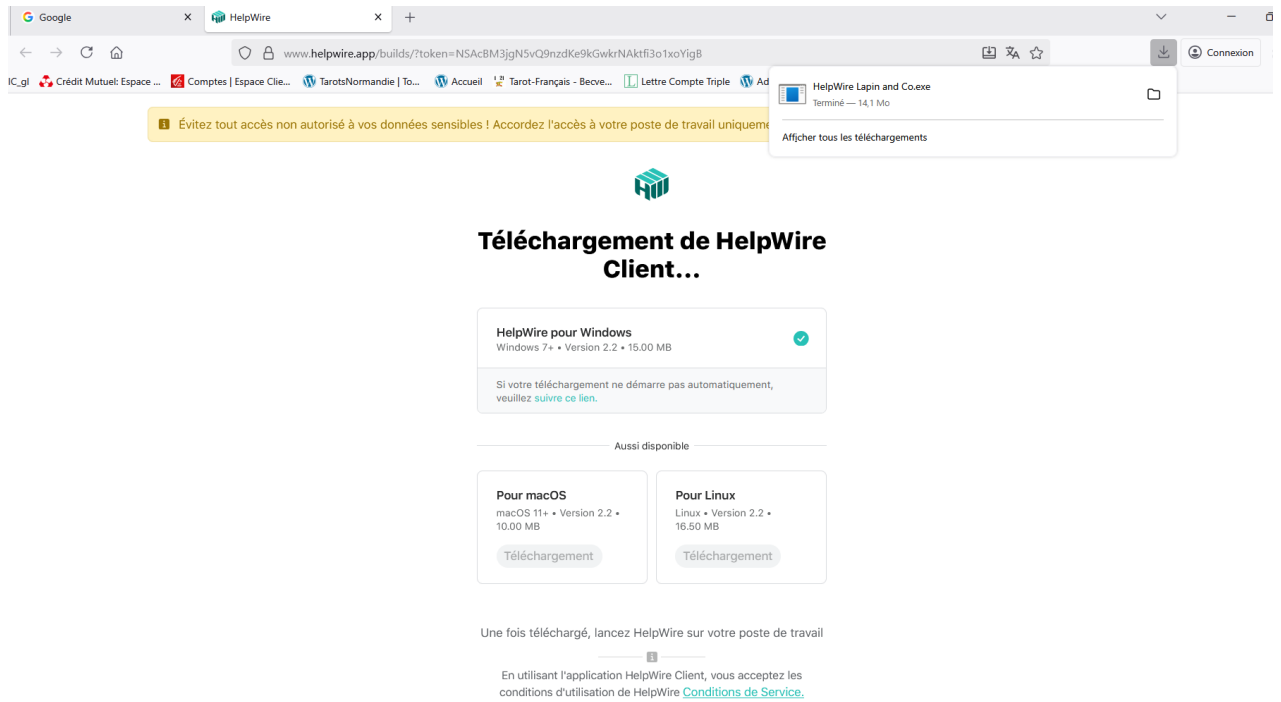 Google
HelpWire
www.helpwire.app/builds/?token=NSAcBM3jgN5vQ9nzdKe9kGwkrNAktfi3o1xoYigB
Connexion
IC_gl
Crédit Mutuel: Espace ...
Comptes | Espace Clie...
TarotsNormandie | To...
Accueil
Tarot-Français - Becve...
Lettre Compte Triple
Ad
HelpWire Lapin and Co.exe
Terminé — 14,1 Mo
Afficher tous les téléchargements
Évitez tout accès non autorisé à vos données sensibles ! Accordez l'accès à votre poste de travail uniqueme
Téléchargement de HelpWire
Client...
HelpWire pour Windows
Windows 7+ • Version 2.2 • 15.00 MB
Si votre téléchargement ne démarre pas automatiquement,
veuillez suivre ce lien.
Aussi disponible
Pour macOS
macOS 11+ • Version 2.2 •
10.00 MB
Téléchargement
Pour Linux
Linux • Version 2.2 •
16.50 MB
Téléchargement
Une fois téléchargé, lancez HelpWire sur votre poste de travail
En utilisant l'application HelpWire Client, vous acceptez les
conditions d'utilisation de HelpWire Conditions de Service.